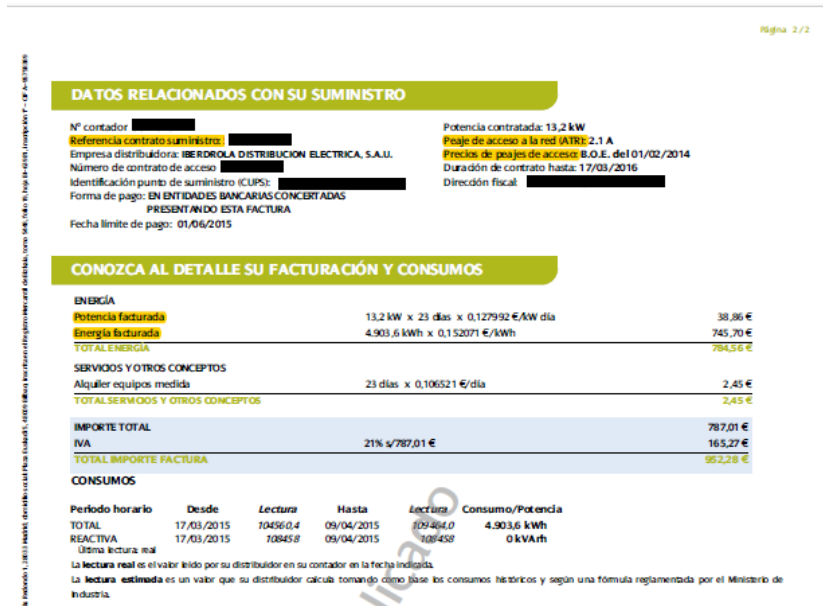 Página 2/2
DATOS RELACIONADOS CON SU SUMINISTRO
Nº contador
Referencia contrato suministro:
Empresa distribuidora: IBERDROLA DISTRIBUCION ELECTRICA, S.A.U.
Número de contrato de acceso
Identificación punto de suministro (CUPS):
Forma de pago: EN ENTIDADES BANCARIAS CONCERTADAS
PRESENTANDO ESTA FACTURA
Fecha límite de pago: 01/06/2015
Potencia contratada: 13,2 kW
Peaje de acceso a la red (ATR): 2.1 A
Precios de peajes de acceso: B.O.E. del 01/02/2014
Duración de contrato hasta: 17/03/2016
Dirección fiscal:
CONOZCA AL DETALLE SU FACTURACIÓN Y CONSUMOS
ENERGÍA
Potencia facturada 13,2 kW x 23 días x 0,127992 €/kW día 38,86 €
Energía facturada 4.903,6 kWh x 0,152071 €/kWh 745,70 €
TOTAL ENERGÍA 784,56 €
SERVICIOS Y OTROS CONCEPTOS
Alquiler equipos medida 23 días x 0,106521 €/día 2,45 €
TOTAL SERVICIOS Y OTROS CONCEPTOS 2,45 €
IMPORTE TOTAL 787,01 €
IVA 21% s/787,01 € 165,27 €
TOTAL IMPORTE FACTURA 952,28 €
CONSUMOS
Periodo horario Desde Lectura Hasta Lectura Consumo/Potencia
TOTAL 17/03/2015 104560,4 09/04/2015 109464,0 4.903,6 kWh
REACTIVA 17/03/2015 108458 09/04/2015 108458 0 kVArh
Última lectura: real
La lectura real es el valor leído por su distribuidor en su contador en la fecha indicada.
La lectura estimada es un valor que su distribuidor calcula tomando como base los consumos históricos y según una fórmula reglamentada por el Ministerio de
Industria.